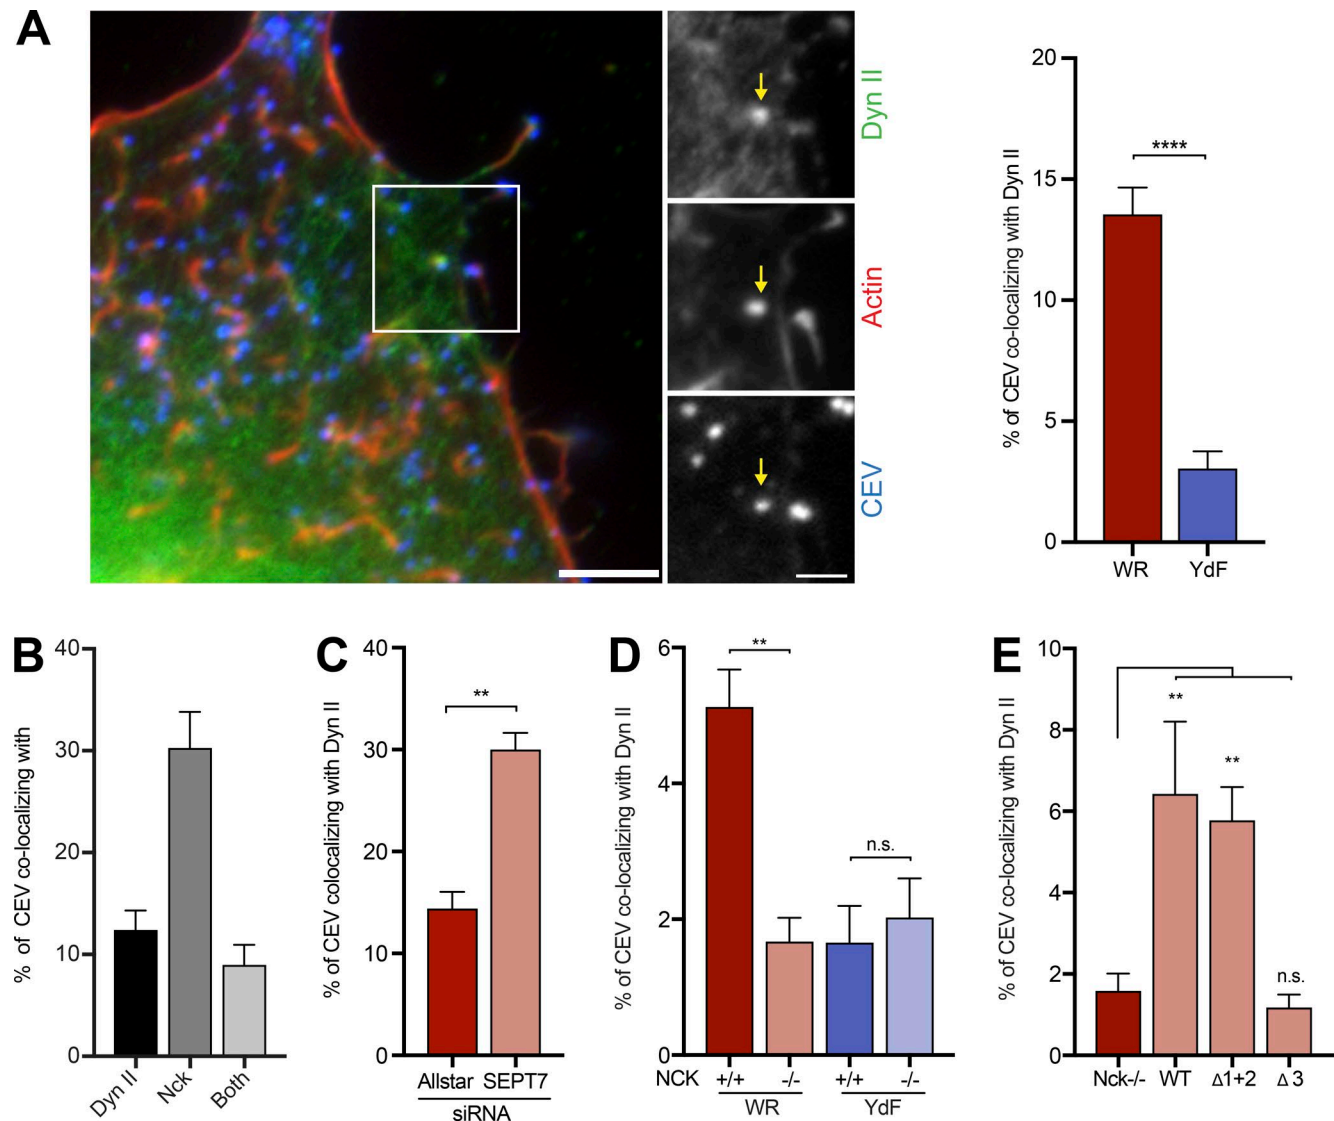 A
Dyn II
Actin
CEV
% of CEV co-localizing with Dyn II
20
15
10
5
0
****
WR
YdF
B
% of CEV co-localizing with
40
30
20
10
0
Dyn II
Nck
Both
C
% of CEV colocalizing with Dyn II
40
30
20
10
0
**
Allstar SEPT7
siRNA
D
% of CEV co-localizing with Dyn II
6
4
2
0
**
n.s.
NCK +/+ -/- +/+ -/-
WR YdF
E
% of CEV co-localizing with Dyn II
10
8
6
4
2
0
**
**
n.s.
Nck-/- WT Δ1+2 Δ3